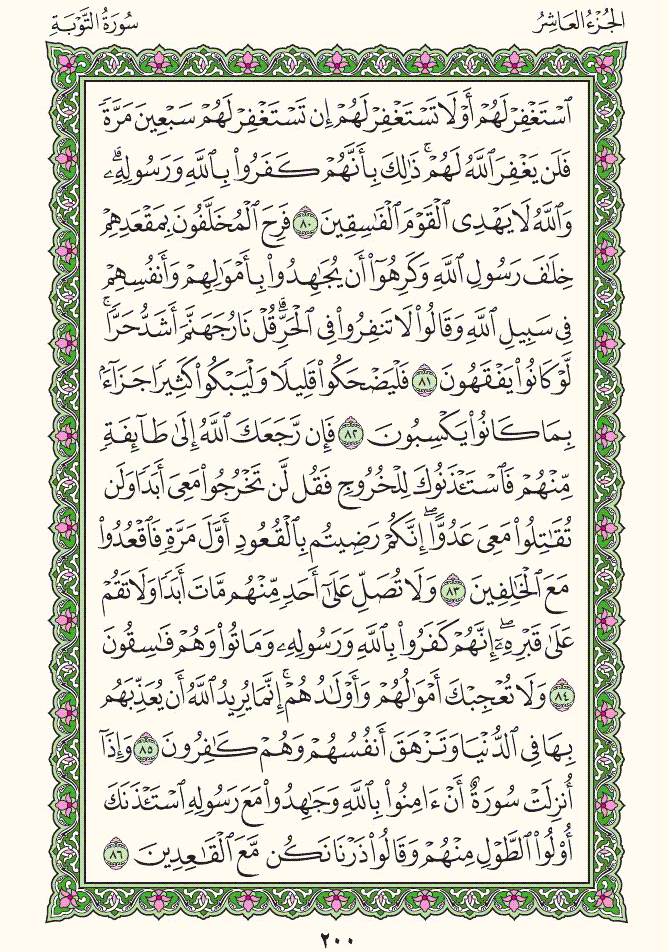 الجُزْءُ العَاشِرُ
سُورَةُ التَّوْبَةِ
ٱسۡتَغۡفِرۡ لَهُمۡ أَوۡ لَا تَسۡتَغۡفِرۡ لَهُمۡ إِن تَسۡتَغۡفِرۡ لَهُمۡ سَبۡعِينَ مَرَّةٗ
فَلَن يَغۡفِرَ ٱللَّهُ لَهُمۡۚ ذَٰلِكَ بِأَنَّهُمۡ كَفَرُواْ بِٱللَّهِ وَرَسُولِهِۦۗ
وَٱللَّهُ لَا يَهۡدِي ٱلۡقَوۡمَ ٱلۡفَٰسِقِينَ ٨٠ فَرِحَ ٱلۡمُخَلَّفُونَ بِمَقۡعَدِهِمۡ
خِلَٰفَ رَسُولِ ٱللَّهِ وَكَرِهُوٓاْ أَن يُجَٰهِدُواْ بِأَمۡوَٰلِهِمۡ وَأَنفُسِهِمۡ
فِي سَبِيلِ ٱللَّهِ وَقَالُواْ لَا تَنفِرُواْ فِي ٱلۡحَرِّۗ قُلۡ نَارُ جَهَنَّمَ أَشَدُّ حَرّٗاۚ
لَّوۡ كَانُواْ يَفۡقَهُونَ ٨١ فَلۡيَضۡحَكُواْ قَلِيلٗا وَلۡيَبۡكُواْ كَثِيرٗا جَزَآءَۢ
بِمَا كَانُواْ يَكۡسِبُونَ ٨٢ فَإِن رَّجَعَكَ ٱللَّهُ إِلَىٰ طَآئِفَةٖ
مِّنۡهُمۡ فَٱسۡتَـٔۡذَنُوكَ لِلۡخُرُوجِ فَقُل لَّن تَخۡرُجُواْ مَعِيَ أَبَدٗا وَلَن
تُقَٰتِلُواْ مَعِيَ عَدُوًّاۖ إِنَّكُمۡ رَضِيتُم بِٱلۡقُعُودِ أَوَّلَ مَرَّةٖ فَٱقۡعُدُواْ
مَعَ ٱلۡخَٰلِفِينَ ٨٣ وَلَا تُصَلِّ عَلَىٰٓ أَحَدٖ مِّنۡهُم مَّاتَ أَبَدٗا وَلَا تَقُمۡ
عَلَىٰ قَبۡرِهِۦٓۖ إِنَّهُمۡ كَفَرُواْ بِٱللَّهِ وَرَسُولِهِۦ وَمَاتُواْ وَهُمۡ فَٰسِقُونَ
٨٤ وَلَا تُعۡجِبۡكَ أَمۡوَٰلُهُمۡ وَأَوۡلَٰدُهُمۡۚ إِنَّمَا يُرِيدُ ٱللَّهُ أَن يُعَذِّبَهُم
بِهَا فِي ٱلدُّنۡيَا وَتَزۡهَقَ أَنفُسُهُمۡ وَهُمۡ كَٰفِرُونَ ٨٥ وَإِذَآ
أُنزِلَتۡ سُورَةٌ أَنۡ ءَامِنُواْ بِٱللَّهِ وَجَٰهِدُواْ مَعَ رَسُولِهِ ٱسۡتَـٔۡذَنَكَ
أُوْلُواْ ٱلطَّوۡلِ مِنۡهُمۡ وَقَالُواْ ذَرۡنَا نَكُن مَّعَ ٱلۡقَٰعِدِينَ ٨٦
٢٠٠